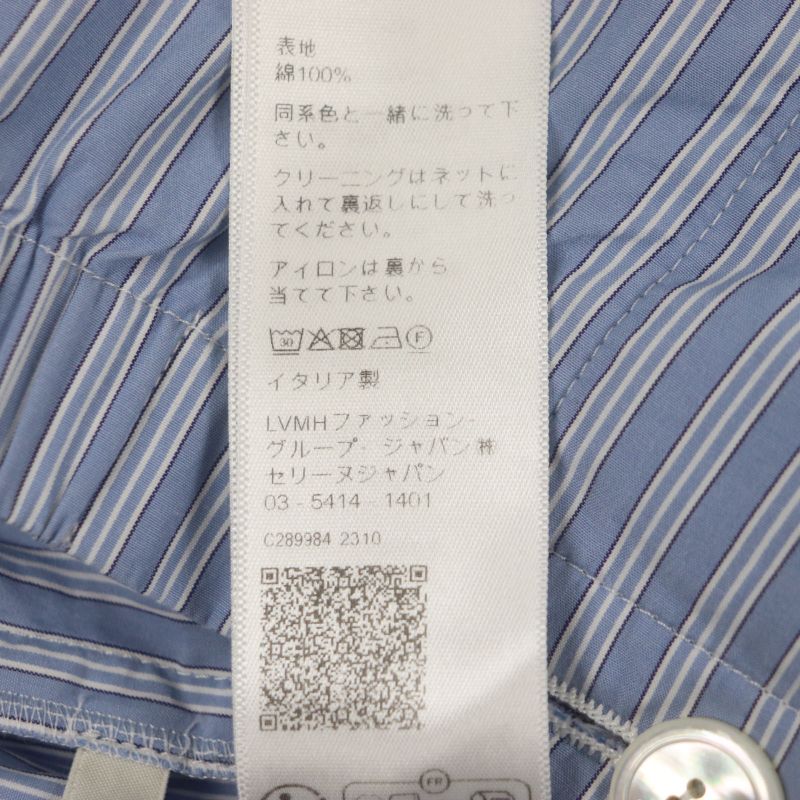 表地
綿100%
同系色と一緒に洗って下
さい。
クリーニングはネットに
入れて裏返しにして洗っ
てください。
アイロンは裏から
当てて下さい。
30 F
イタリア製
LVMHファッション・
グループ・ジャパン㈱
セリーヌジャパン
03 - 5414 - 1401
C289984 2310
FR